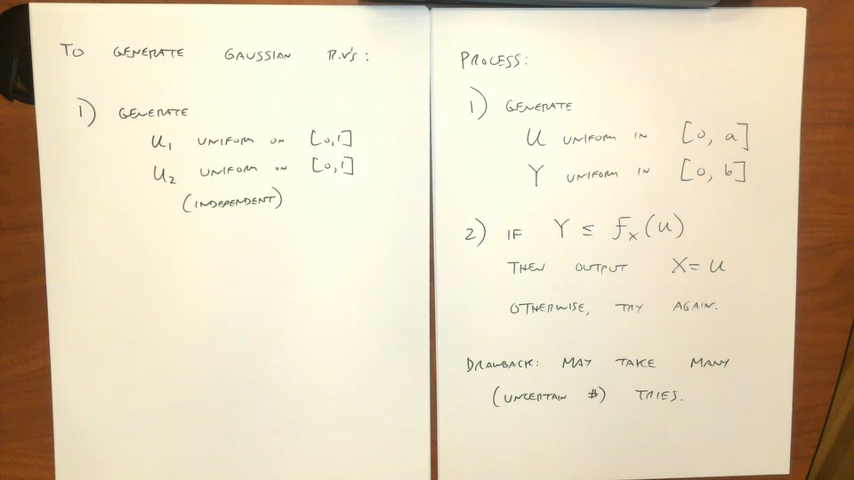 TO GENERATE GAUSSIAN R.V'S:
1) GENERATE
U₁ UNIFORM ON [0,1]
U₂ UNIFORM ON [0,1]
(INDEPENDENT)
PROCESS:
1) GENERATE
U UNIFORM IN [0, a]
Y UNIFORM IN [0, b]
2) IF Y ≤ fₓ(U)
THEN OUTPUT X = U
OTHERWISE, TRY AGAIN.
DRAWBACK: MAY TAKE MANY
(UNCERTAIN #) TRIES.